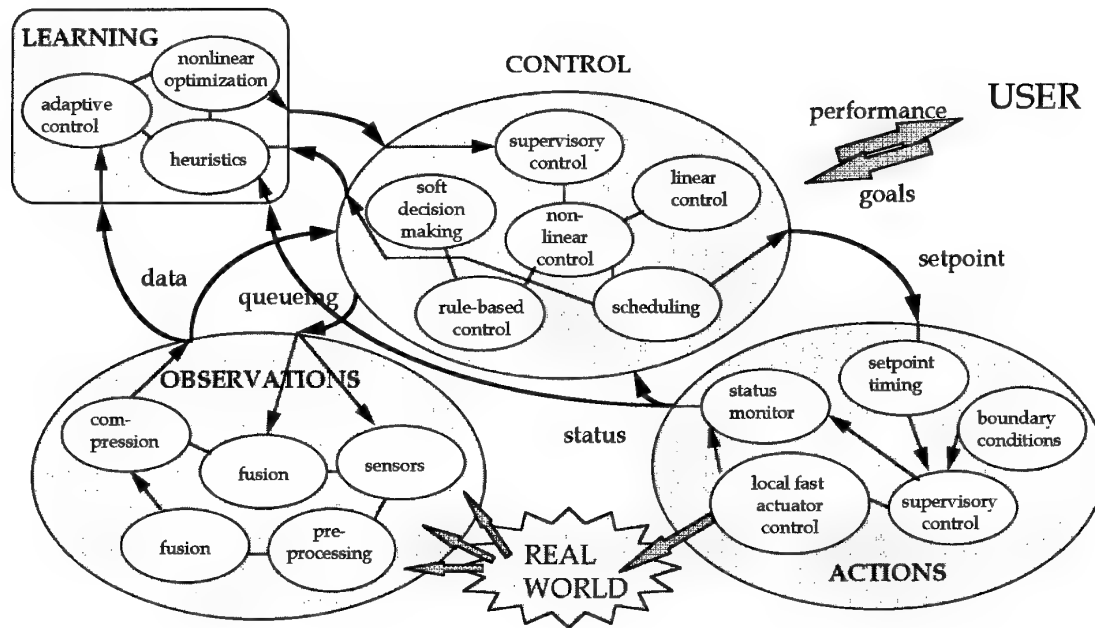 LEARNING
nonlinear
optimization
adaptive
control
heuristics
CONTROL
supervisory
control
soft
decision
making
linear
control
non-
linear
control
rule-based
control
scheduling
USER
performance
goals
data
queueing
setpoint
OBSERVATIONS
com-
pression
fusion
sensors
fusion
pre-
processing
status
REAL
WORLD
setpoint
timing
status
monitor
boundary
conditions
local fast
actuator
control
supervisory
control
ACTIONS